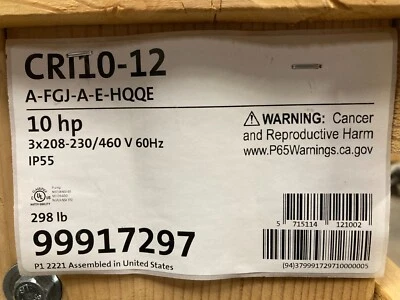 CRI10-12
A-FGJ-A-E-HQQE
10 hp
3x208-230/460 V 60Hz
IP55
WARNING: Cancer
and Reproductive Harm
www.P65Warnings.ca.gov
UL
298 lb
99917297
P1 2221 Assembled in United States
5 715114 121002
(94)379991729710000005